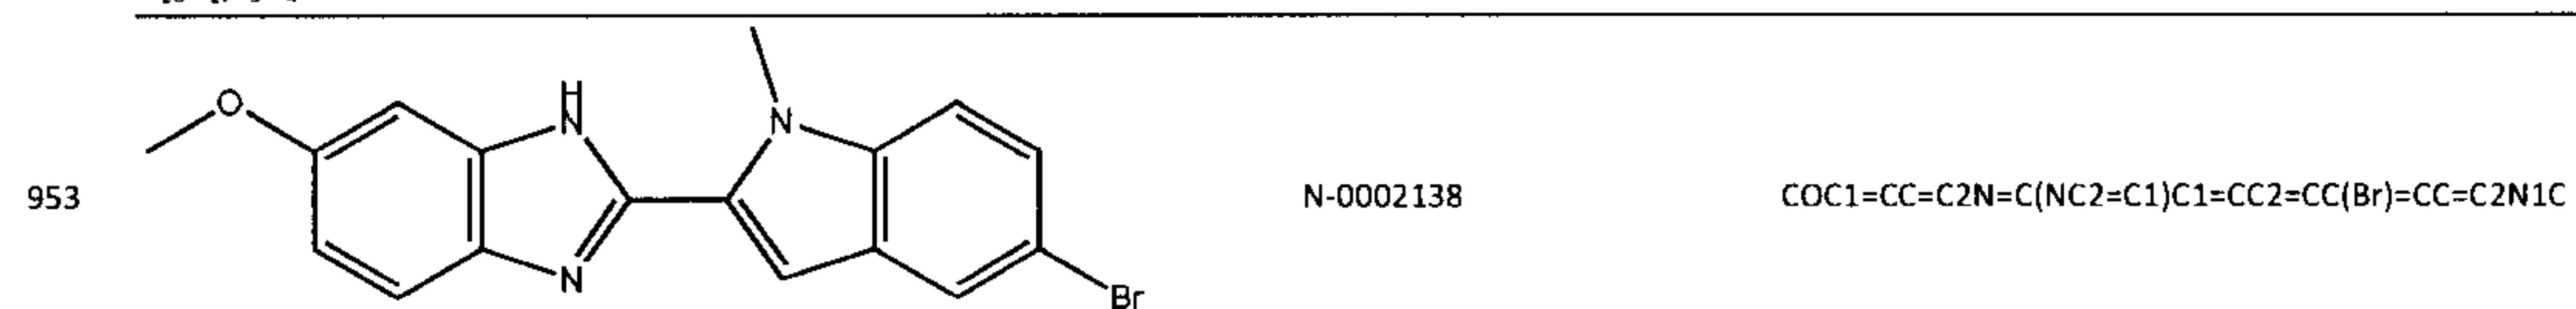 953
O
H
N
N
N
Br
N-0002138
COC1=CC=C2N=C(NC2=C1)C1=CC2=CC(Br)=CC=C2N1C